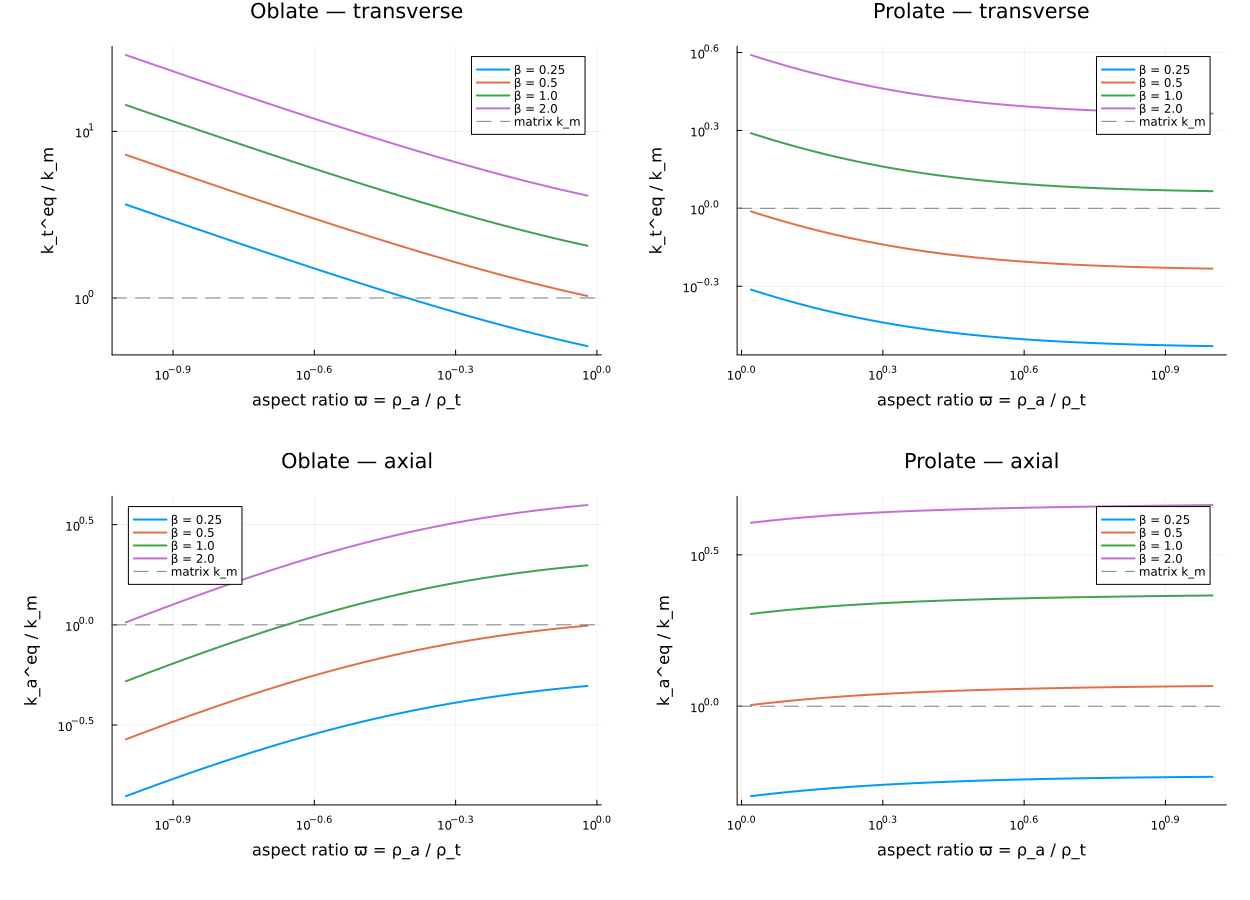 Oblate — transverse
k_t^eq / k_m
10^1
10^0
β = 0.25
β = 0.5
β = 1.0
β = 2.0
matrix k_m
10^−0.9
10^−0.6
10^−0.3
10^0.0
aspect ratio ϖ = ρ_a / ρ_t
Prolate — transverse
k_t^eq / k_m
10^0.6
10^0.3
10^0.0
10^−0.3
β = 0.25
β = 0.5
β = 1.0
β = 2.0
matrix k_m
10^0.0
10^0.3
10^0.6
10^0.9
aspect ratio ϖ = ρ_a / ρ_t
Oblate — axial
k_a^eq / k_m
10^0.5
10^0.0
10^−0.5
β = 0.25
β = 0.5
β = 1.0
β = 2.0
matrix k_m
10^−0.9
10^−0.6
10^−0.3
10^0.0
aspect ratio ϖ = ρ_a / ρ_t
Prolate — axial
k_a^eq / k_m
10^0.5
10^0.0
β = 0.25
β = 0.5
β = 1.0
β = 2.0
matrix k_m
10^0.0
10^0.3
10^0.6
10^0.9
aspect ratio ϖ = ρ_a / ρ_t